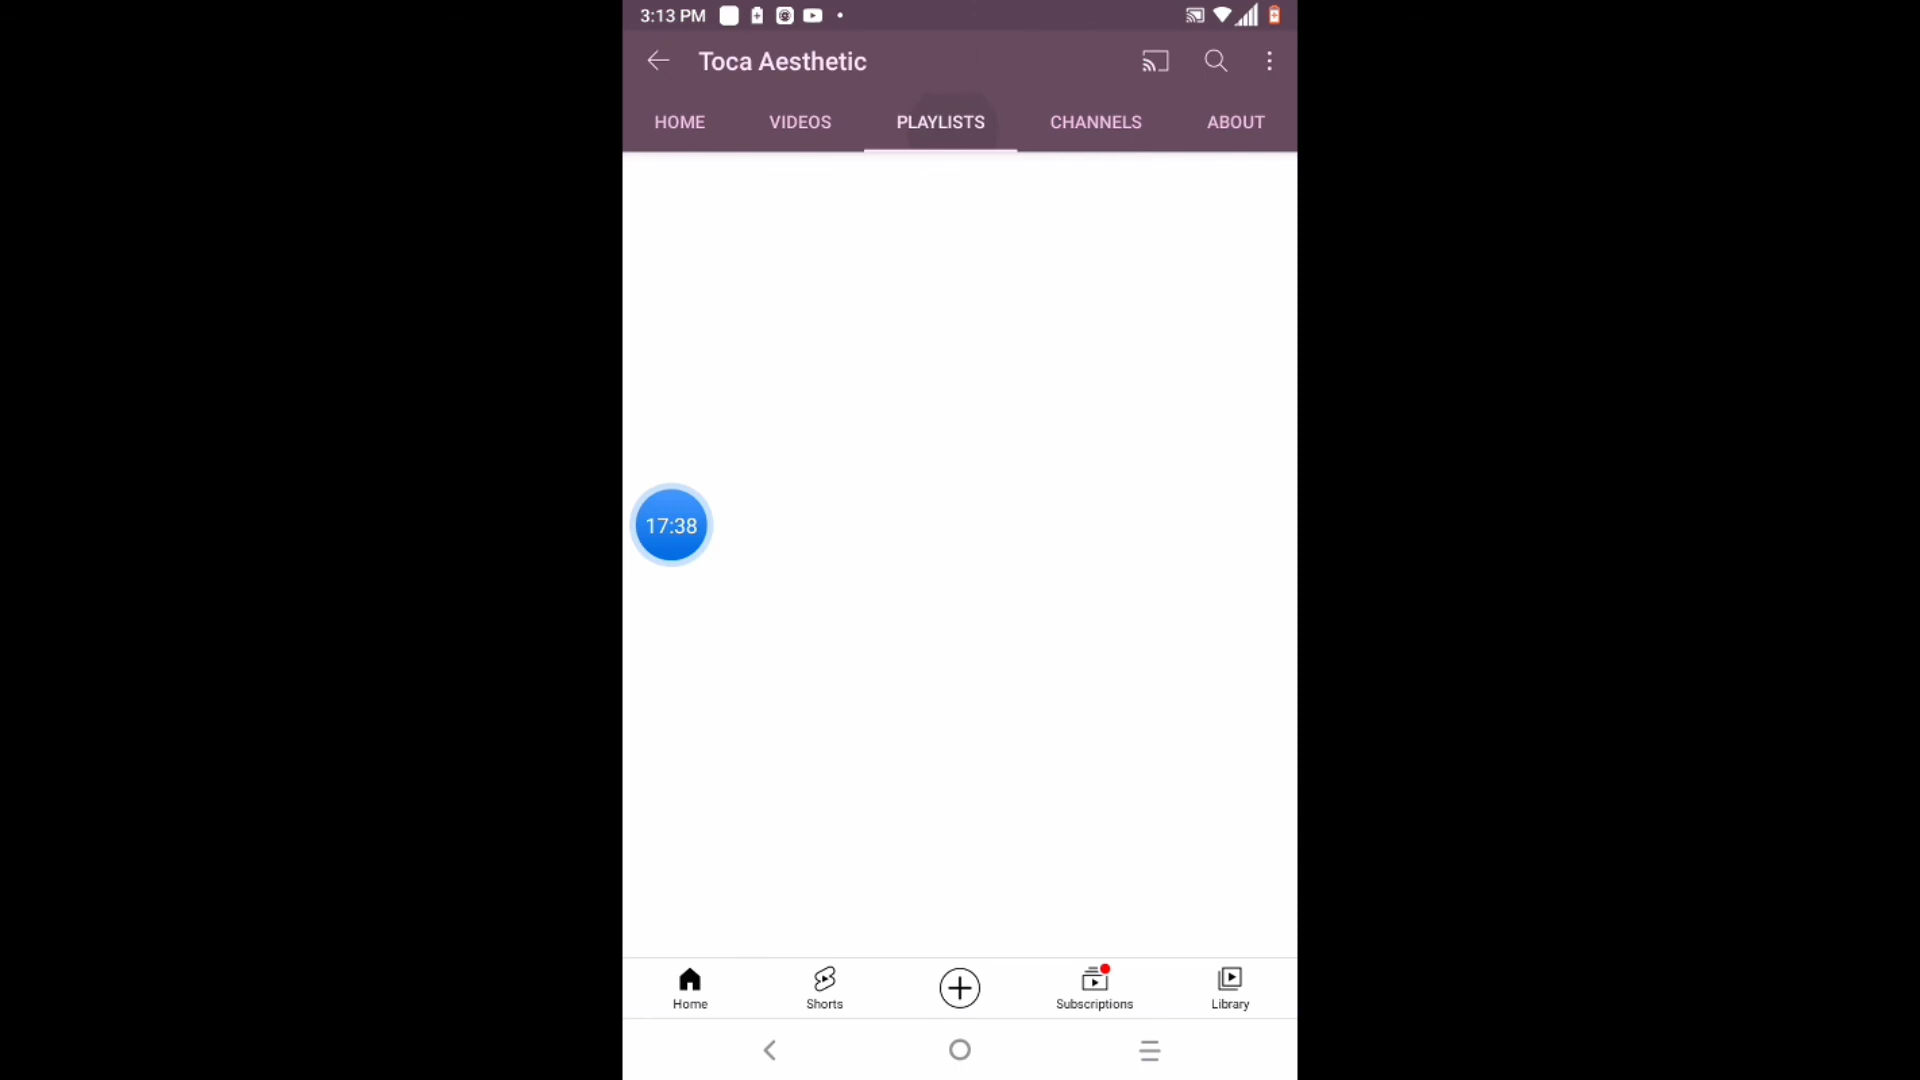 3:13 PM
Toca Aesthetic
HOME VIDEOS PLAYLISTS CHANNELS ABOUT
17:38
Home Shorts Subscriptions Library